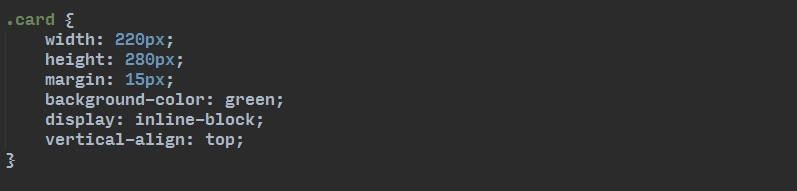 .card {
    width: 220px;
    height: 280px;
    margin: 15px;
    background-color: green;
    display: inline-block;
    vertical-align: top;
}